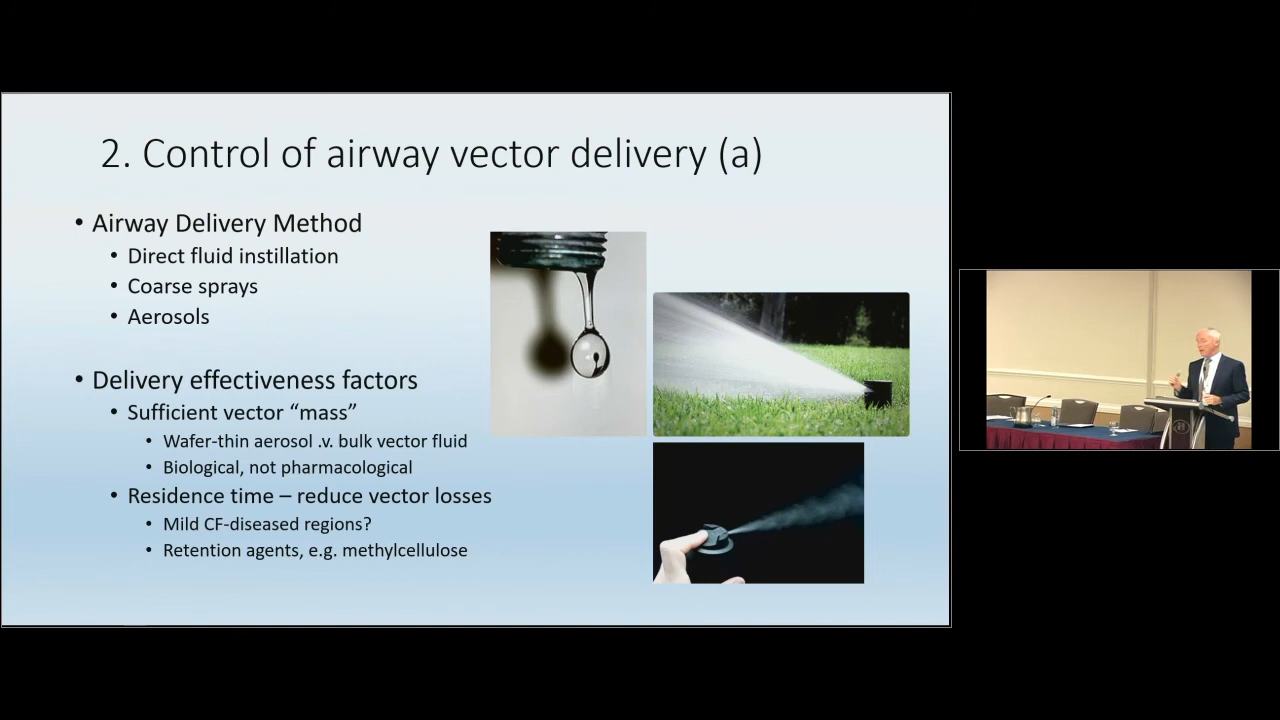 2. Control of airway vector delivery (a)
• Airway Delivery Method
• Direct fluid instillation
• Coarse sprays
• Aerosols
• Delivery effectiveness factors
• Sufficient vector “mass”
• Wafer-thin aerosol .v. bulk vector fluid
• Biological, not pharmacological
• Residence time – reduce vector losses
• Mild CF-diseased regions?
• Retention agents, e.g. methylcellulose